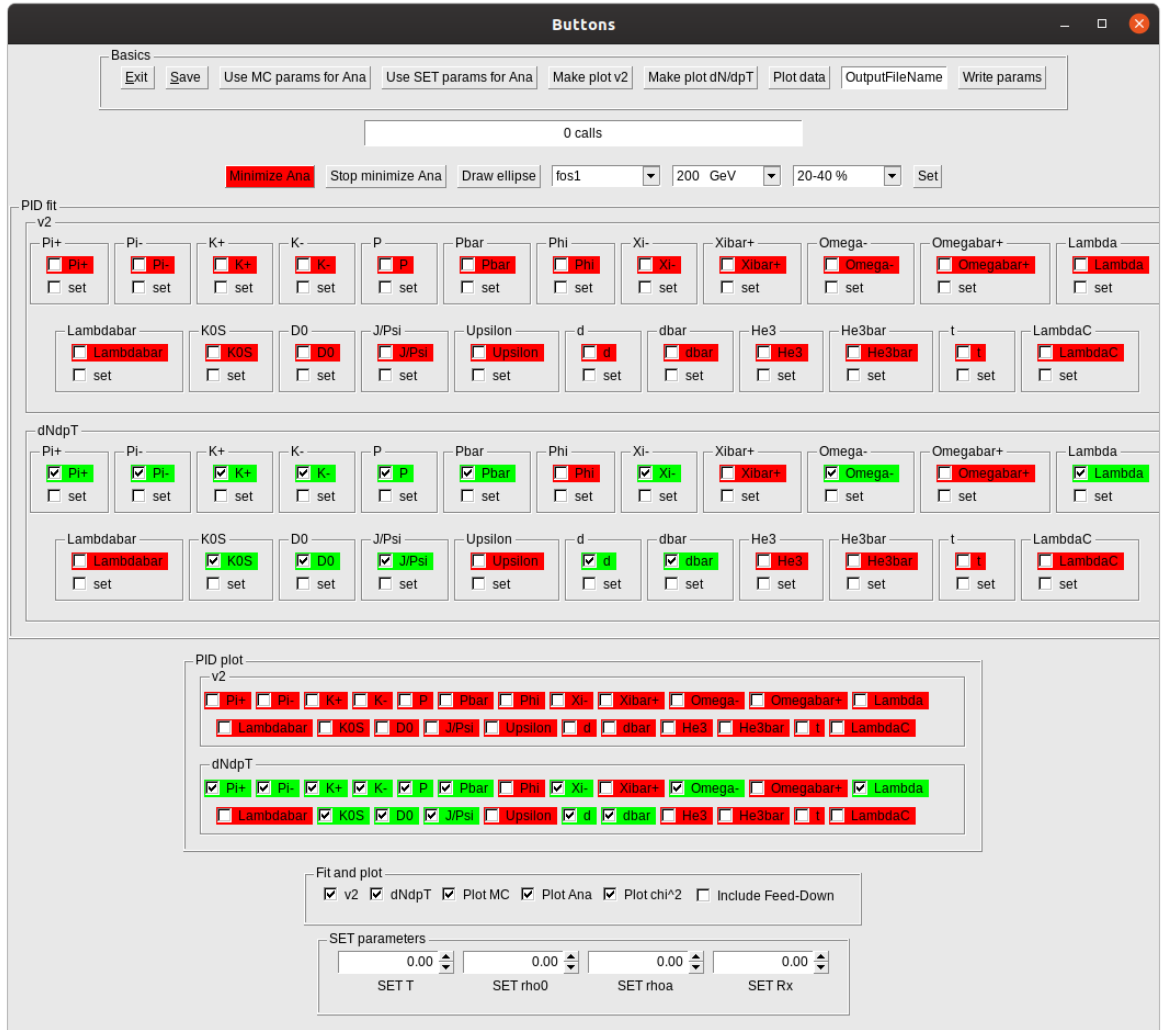 Buttons
Basics
Exit Save Use MC params for Ana Use SET params for Ana Make plot v2 Make plot dN/dpT Plot data OutputFileName Write params
0 calls
Minimize Ana Stop minimize Ana Draw ellipse fos1 200 GeV 20-40 % Set
PID fit
v2
Pi+ Pi- K+ K- P Pbar Phi Xi- Xibar+ Omega- Omegabar+ Lambda
Pi+ Pi- K+ K- P Pbar Phi Xi- Xibar+ Omega- Omegabar+ Lambda
set set set set set set set set set set set set
Lambdabar K0S D0 J/Psi Upsilon d dbar He3 He3bar t LambdaC
Lambdabar K0S D0 J/Psi Upsilon d dbar He3 He3bar t LambdaC
set set set set set set set set set set set
dNdpT
Pi+ Pi- K+ K- P Pbar Phi Xi- Xibar+ Omega- Omegabar+ Lambda
Pi+ Pi- K+ K- P Pbar Phi Xi- Xibar+ Omega- Omegabar+ Lambda
set set set set set set set set set set set set
Lambdabar K0S D0 J/Psi Upsilon d dbar He3 He3bar t LambdaC
Lambdabar K0S D0 J/Psi Upsilon d dbar He3 He3bar t LambdaC
set set set set set set set set set set set
PID plot
v2
Pi+ Pi- K+ K- P Pbar Phi Xi- Xibar+ Omega- Omegabar+ Lambda
Lambdabar K0S D0 J/Psi Upsilon d dbar He3 He3bar t LambdaC
dNdpT
Pi+ Pi- K+ K- P Pbar Phi Xi- Xibar+ Omega- Omegabar+ Lambda
Lambdabar K0S D0 J/Psi Upsilon d dbar He3 He3bar t LambdaC
Fit and plot
v2 dNdpT Plot MC Plot Ana Plot chi^2 Include Feed-Down
SET parameters
0.00 0.00 0.00 0.00
SET T SET rho0 SET rhoa SET Rx